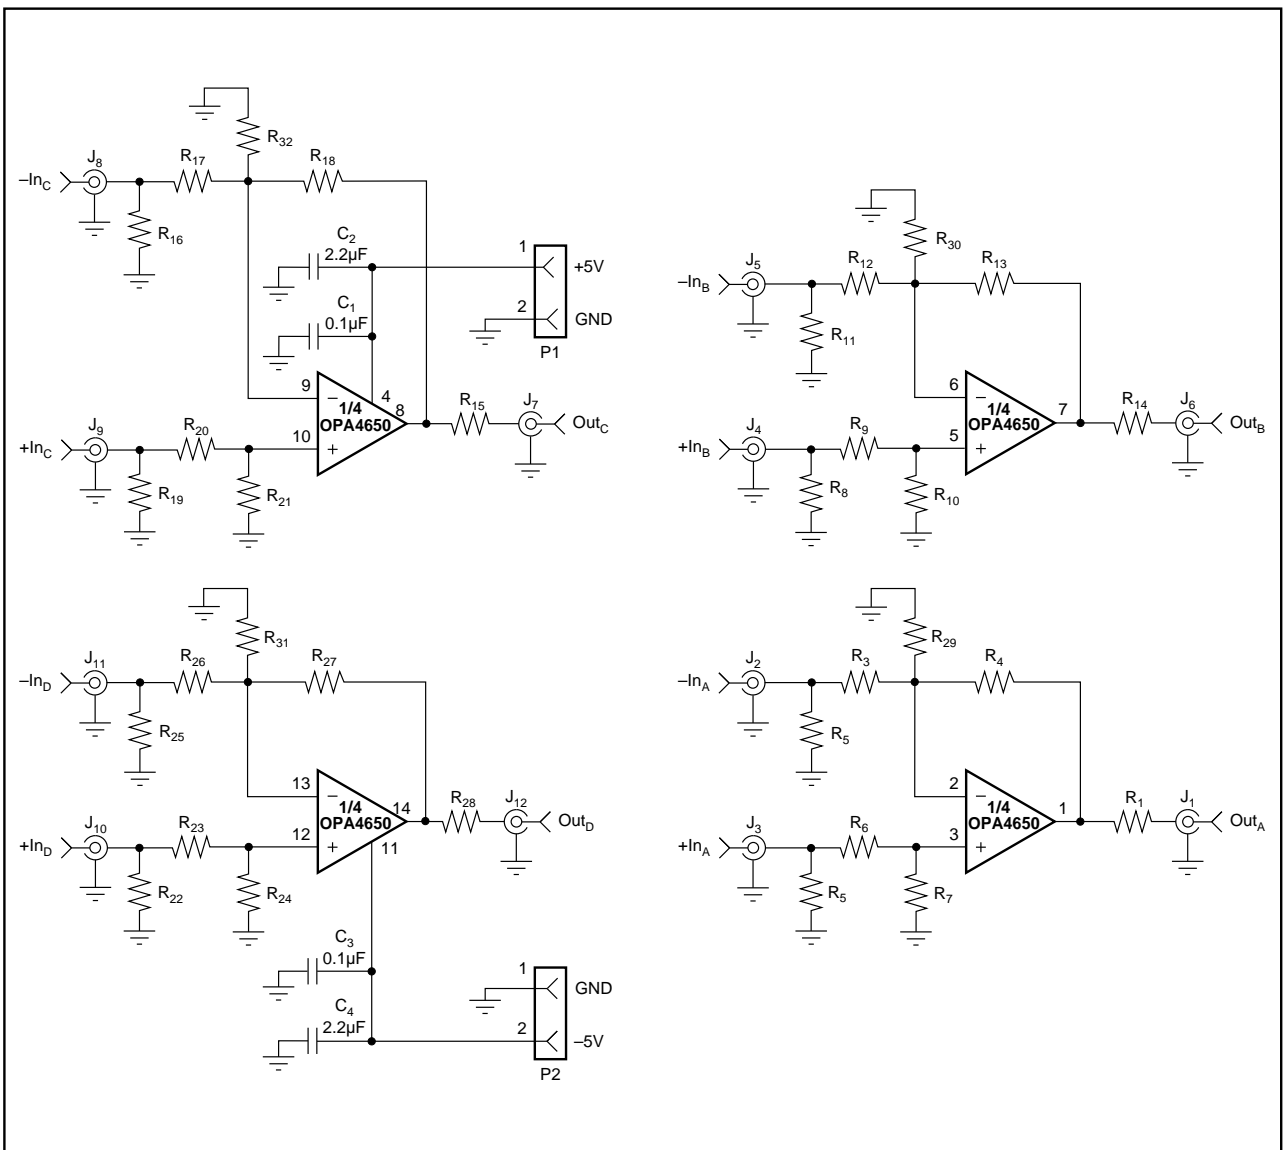 R32
J8
R17
R18
–InC
R16
C2
2.2µF
1
+5V
C1
0.1µF
2
GND
P1
9
–
4
1/4
OPA4650
8
R15
J7
OutC
J9
R20
10
+
+InC
R19
R21
R30
J5
R12
R13
–InB
R11
6
–
1/4
OPA4650
7
R14
J6
OutB
J4
R9
5
+
+InB
R8
R10
R31
J11
R26
R27
–InD
R25
13
–
1/4
OPA4650
14
R28
J12
OutD
J10
R23
12
+
11
+InD
R22
R24
C3
0.1µF
1
GND
C4
2.2µF
2
–5V
P2
R29
J2
R3
R4
–InA
R5
2
–
1/4
OPA4650
1
R1
J1
OutA
J3
R6
3
+
+InA
R5
R7